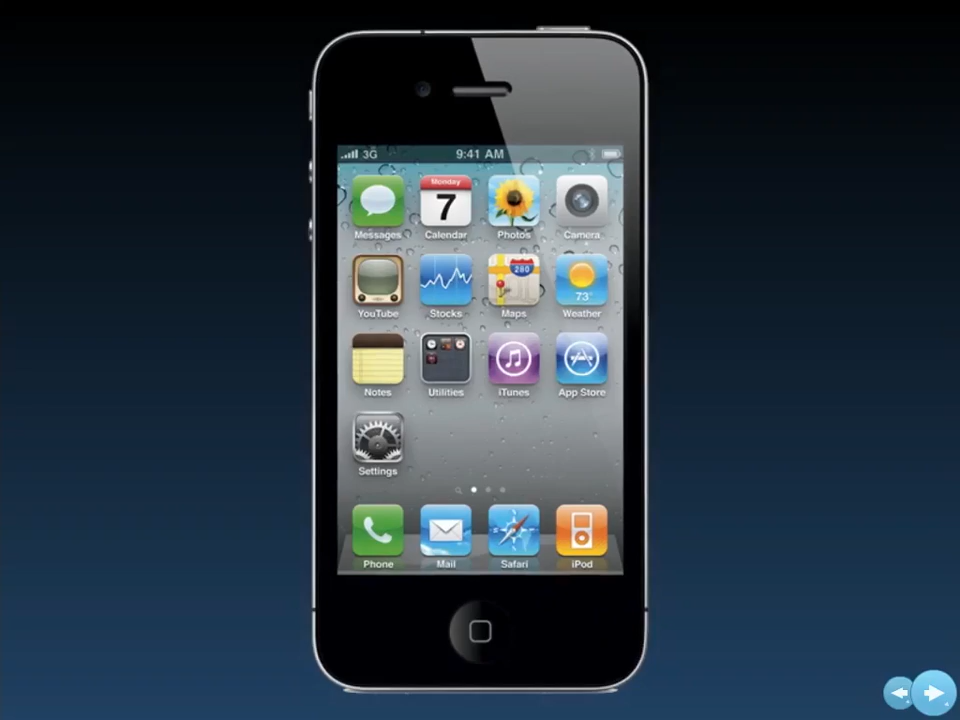 3G 9:41 AM
Monday
7 280
Messages Calendar Photos Camera
73°
YouTube Stocks Maps Weather
Notes Utilities iTunes App Store
Settings
Phone Mail Safari iPod